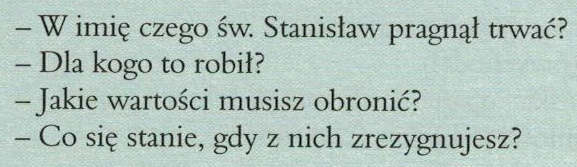 – W imię czego św. Stanisław pragnął trwać?
– Dla kogo to robił?
– Jakie wartości musisz obronić?
– Co się stanie, gdy z nich zrezygnujesz?